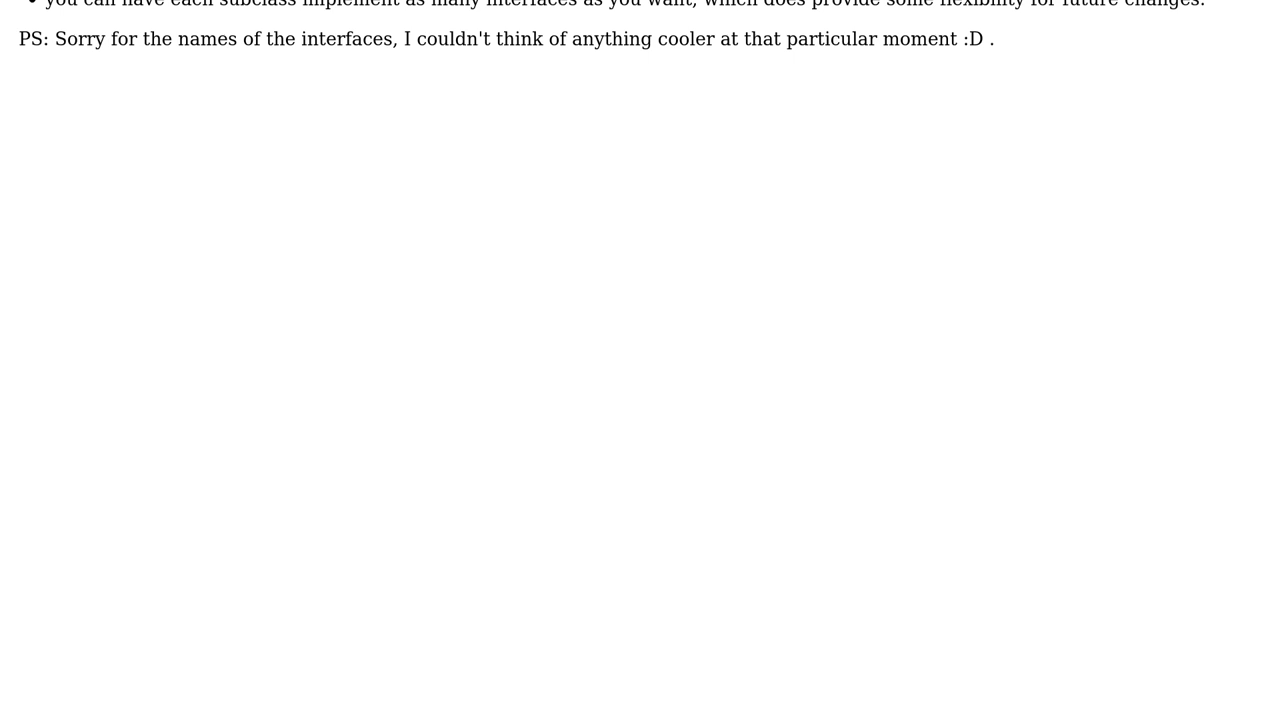 • you can have each subclass implement as many interfaces as you want, which does provide some flexibility for future changes.
PS: Sorry for the names of the interfaces, I couldn't think of anything cooler at that particular moment :D .